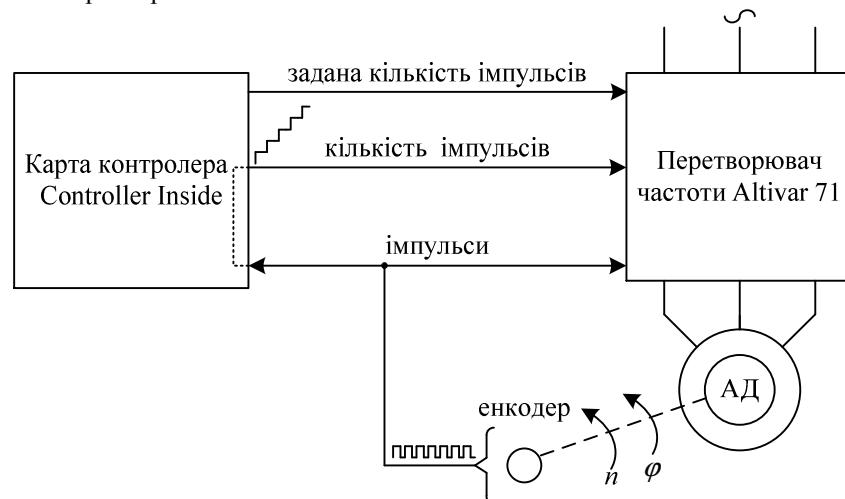 задана кількість імпульсів
Карта контролера
Controller Inside
кількість імпульсів
Перетворювач
частоти Altivar 71
імпульси
АД
енкодер
n
φ